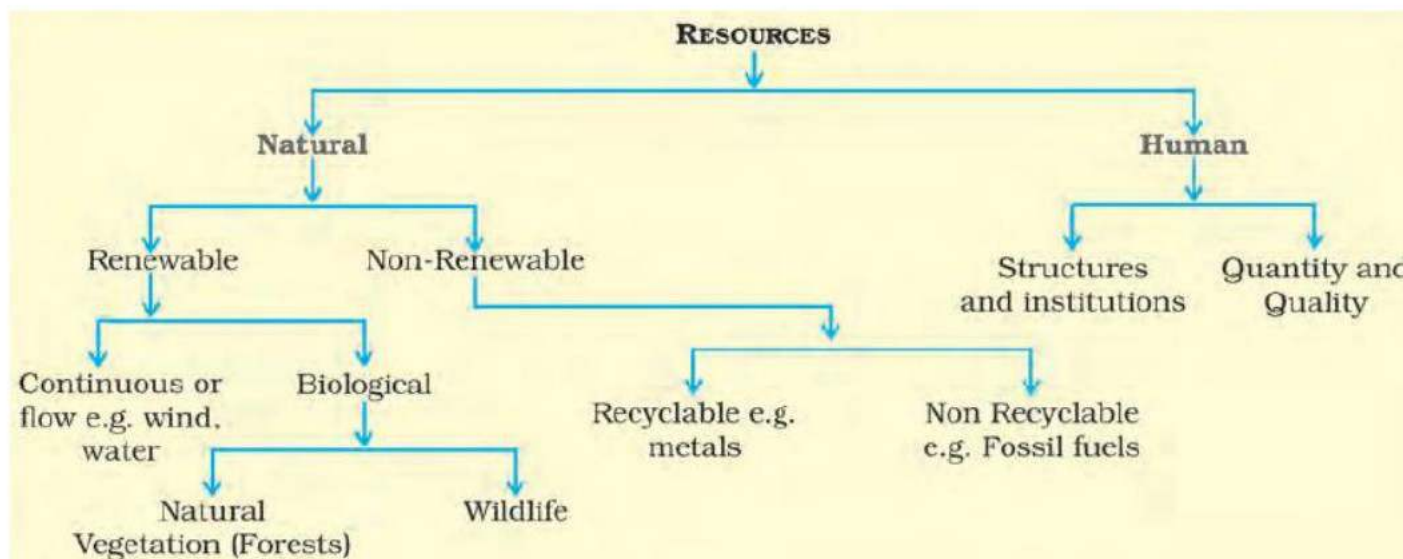 RESOURCES
Natural
Human
Renewable
Non-Renewable
Structures
and institutions
Quantity and
Quality
Continuous or
flow e.g. wind,
water
Biological
Recyclable e.g.
metals
Non Recyclable
e.g. Fossil fuels
Natural
Vegetation (Forests)
Wildlife